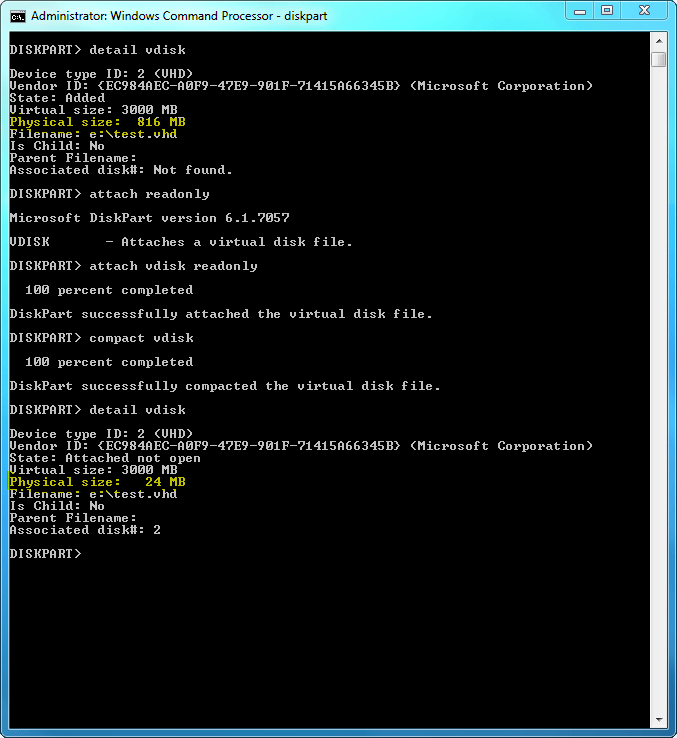 Administrator: Windows Command Processor - diskpart
DISKPART> detail vdisk
Device type ID: 2 (VHD)
Vendor ID: {EC984AEC-A0F9-47E9-901F-71415A66345B} (Microsoft Corporation)
State: Added
Virtual size: 3000 MB
Physical size:  816 MB
Filename: e:\test.vhd
Is Child: No
Parent Filename:
Associated disk#: Not found.
DISKPART> attach readonly
Microsoft DiskPart version 6.1.7057
VDISK       - Attaches a virtual disk file.
DISKPART> attach vdisk readonly
  100 percent completed
DiskPart successfully attached the virtual disk file.
DISKPART> compact vdisk
  100 percent completed
DiskPart successfully compacted the virtual disk file.
DISKPART> detail vdisk
Device type ID: 2 (VHD)
Vendor ID: {EC984AEC-A0F9-47E9-901F-71415A66345B} (Microsoft Corporation)
State: Attached not open
Virtual size: 3000 MB
Physical size:   24 MB
Filename: e:\test.vhd
Is Child: No
Parent Filename:
Associated disk#: 2
DISKPART>